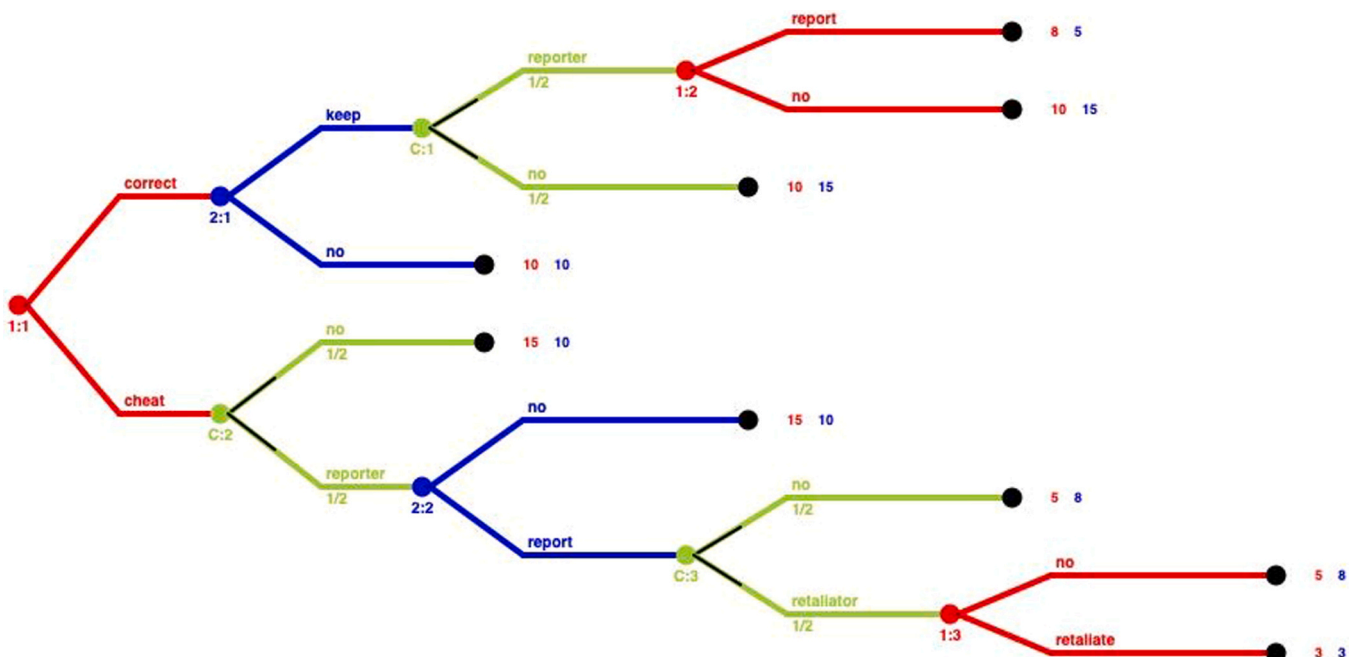 report
8 5
reporter
1/2
1:2
no
10 15
keep
C:1
no
1/2
10 15
correct
2:1
no
10 10
1:1
no
1/2
15 10
cheat
C:2
no
15 10
reporter
1/2
2:2
no
1/2
5 8
report
C:3
no
5 8
retaliator
1/2
1:3
retaliate
3 3